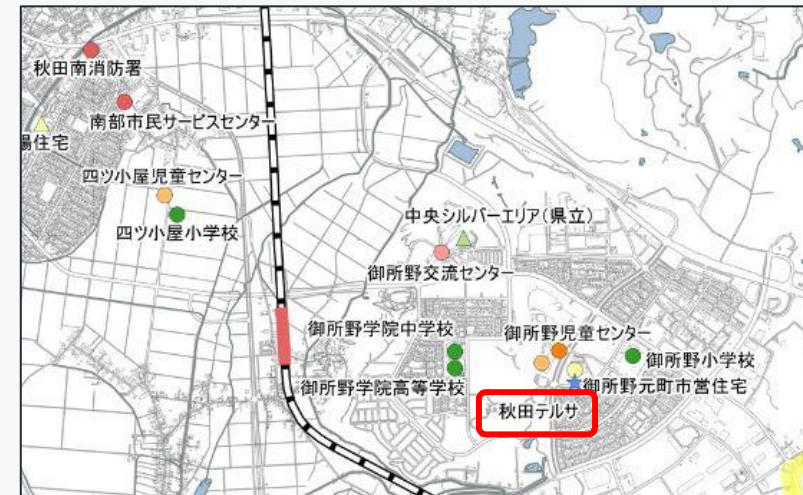 秋田南消防署
南部市民サービスセンター
場住宅
四ツ小屋児童センター
四ツ小屋小学校
中央シルバーエリア(県立)
御所野交流センター
御所野学院中学校
御所野児童センター
御所野小学校
御所野学院高等学校
御所野元町市営住宅
秋田テルサ